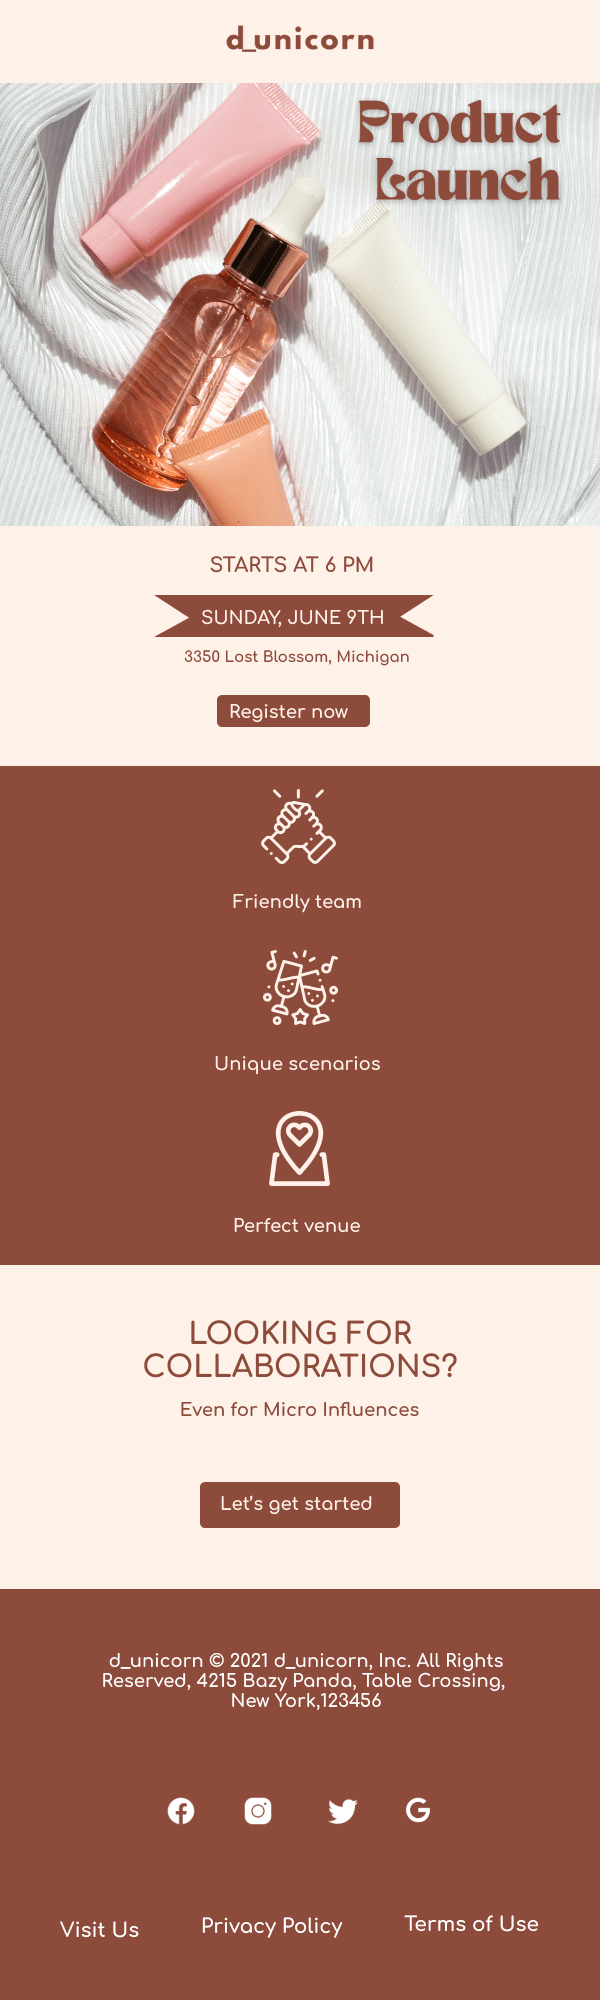 d_unicorn
Product
Launch
STARTS AT 6 PM
SUNDAY, JUNE 9TH
3350 Lost Blossom, Michigan
Register now
Friendly team
Unique scenarios
Perfect venue
LOOKING FOR
COLLABORATIONS?
Even for Micro Influences
Let's get started
d_unicorn © 2021 d_unicorn, Inc. All Rights
Reserved, 4215 Bazy Panda, Table Crossing,
New York,123456
Visit Us
Privacy Policy
Terms of Use